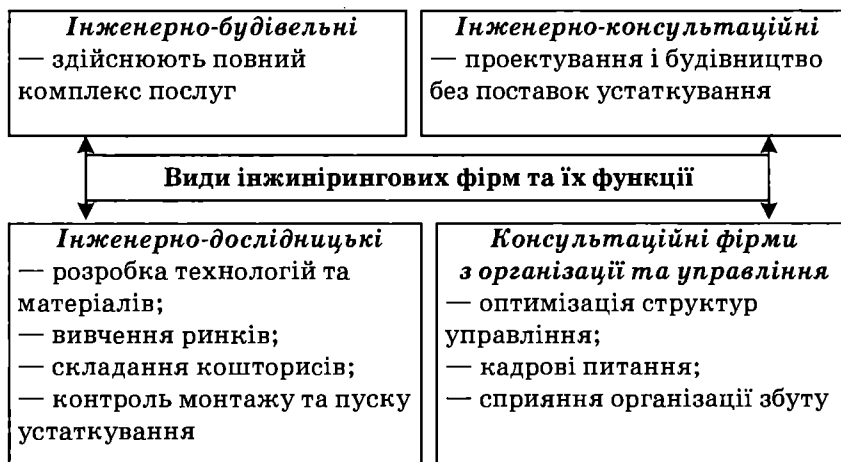 Інженерно-будівельні
— здійснюють повний
комплекс послуг
Інженерно-консультаційні
— проектування і будівництво
без поставок устаткування
Види інжинірингових фірм та їх функції
Інженерно-дослідницькі
— розробка технологій та
матеріалів;
— вивчення ринків;
— складання кошторисів;
— контроль монтажу та пуску
устаткування
Консультаційні фірми
з організації та управління
— оптимізація структур
управління;
— кадрові питання;
— сприяння організації збуту